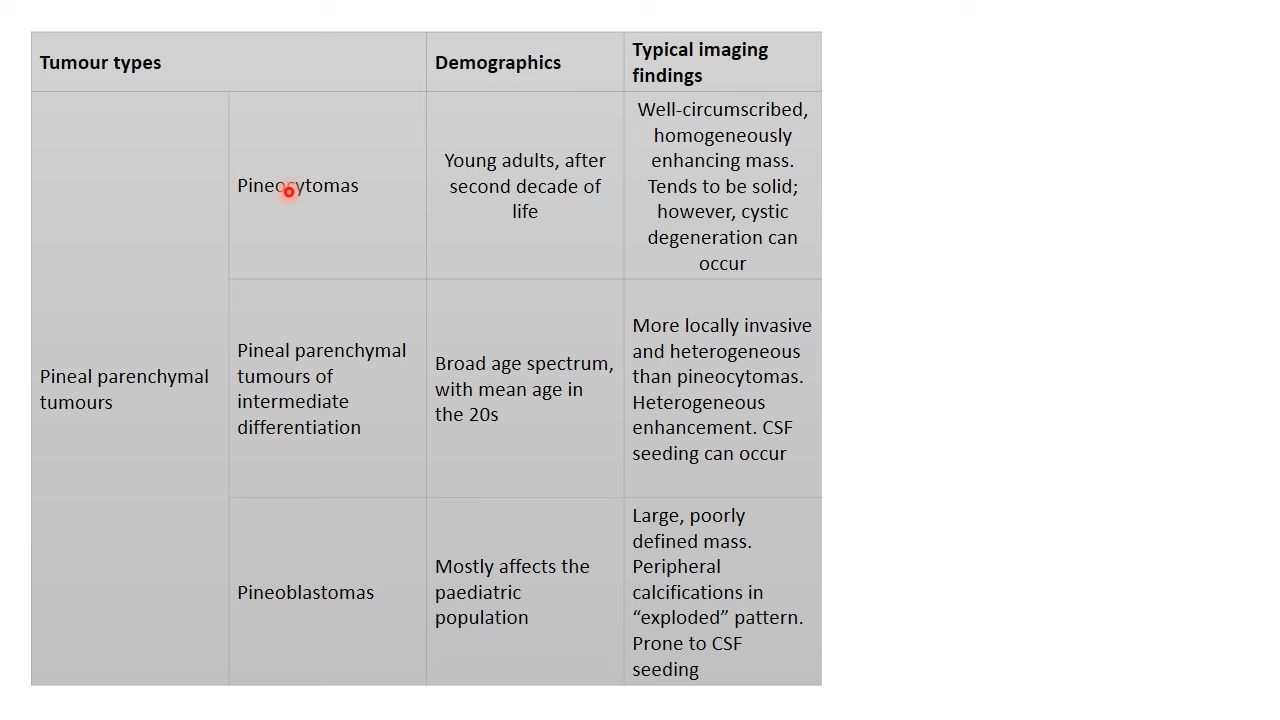 Tumour types
Demographics
Typical imaging
findings
Pineal parenchymal
tumours
Pineocytomas
Young adults, after
second decade of
life
Well-circumscribed,
homogeneously
enhancing mass.
Tends to be solid;
however, cystic
degeneration can
occur
Pineal parenchymal
tumours of
intermediate
differentiation
Broad age spectrum,
with mean age in
the 20s
More locally invasive
and heterogeneous
than pineocytomas.
Heterogeneous
enhancement. CSF
seeding can occur
Pineoblastomas
Mostly affects the
paediatric
population
Large, poorly
defined mass.
Peripheral
calcifications in
“exploded” pattern.
Prone to CSF
seeding